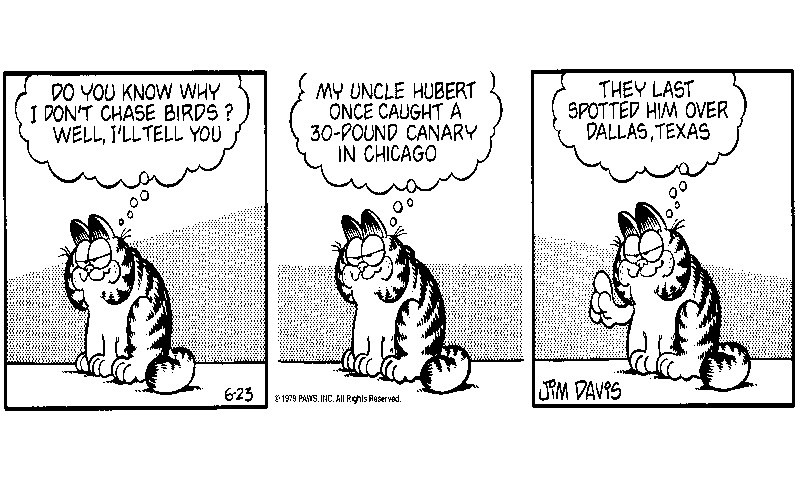 DO YOU KNOW WHY
I DON'T CHASE BIRDS?
WELL, I'LL TELL YOU
6-23
MY UNCLE HUBERT
ONCE CAUGHT A
30-POUND CANARY
IN CHICAGO
© 1979 PAWS, INC. All Rights Reserved.
THEY LAST
SPOTTED HIM OVER
DALLAS, TEXAS
JIM DAVIS